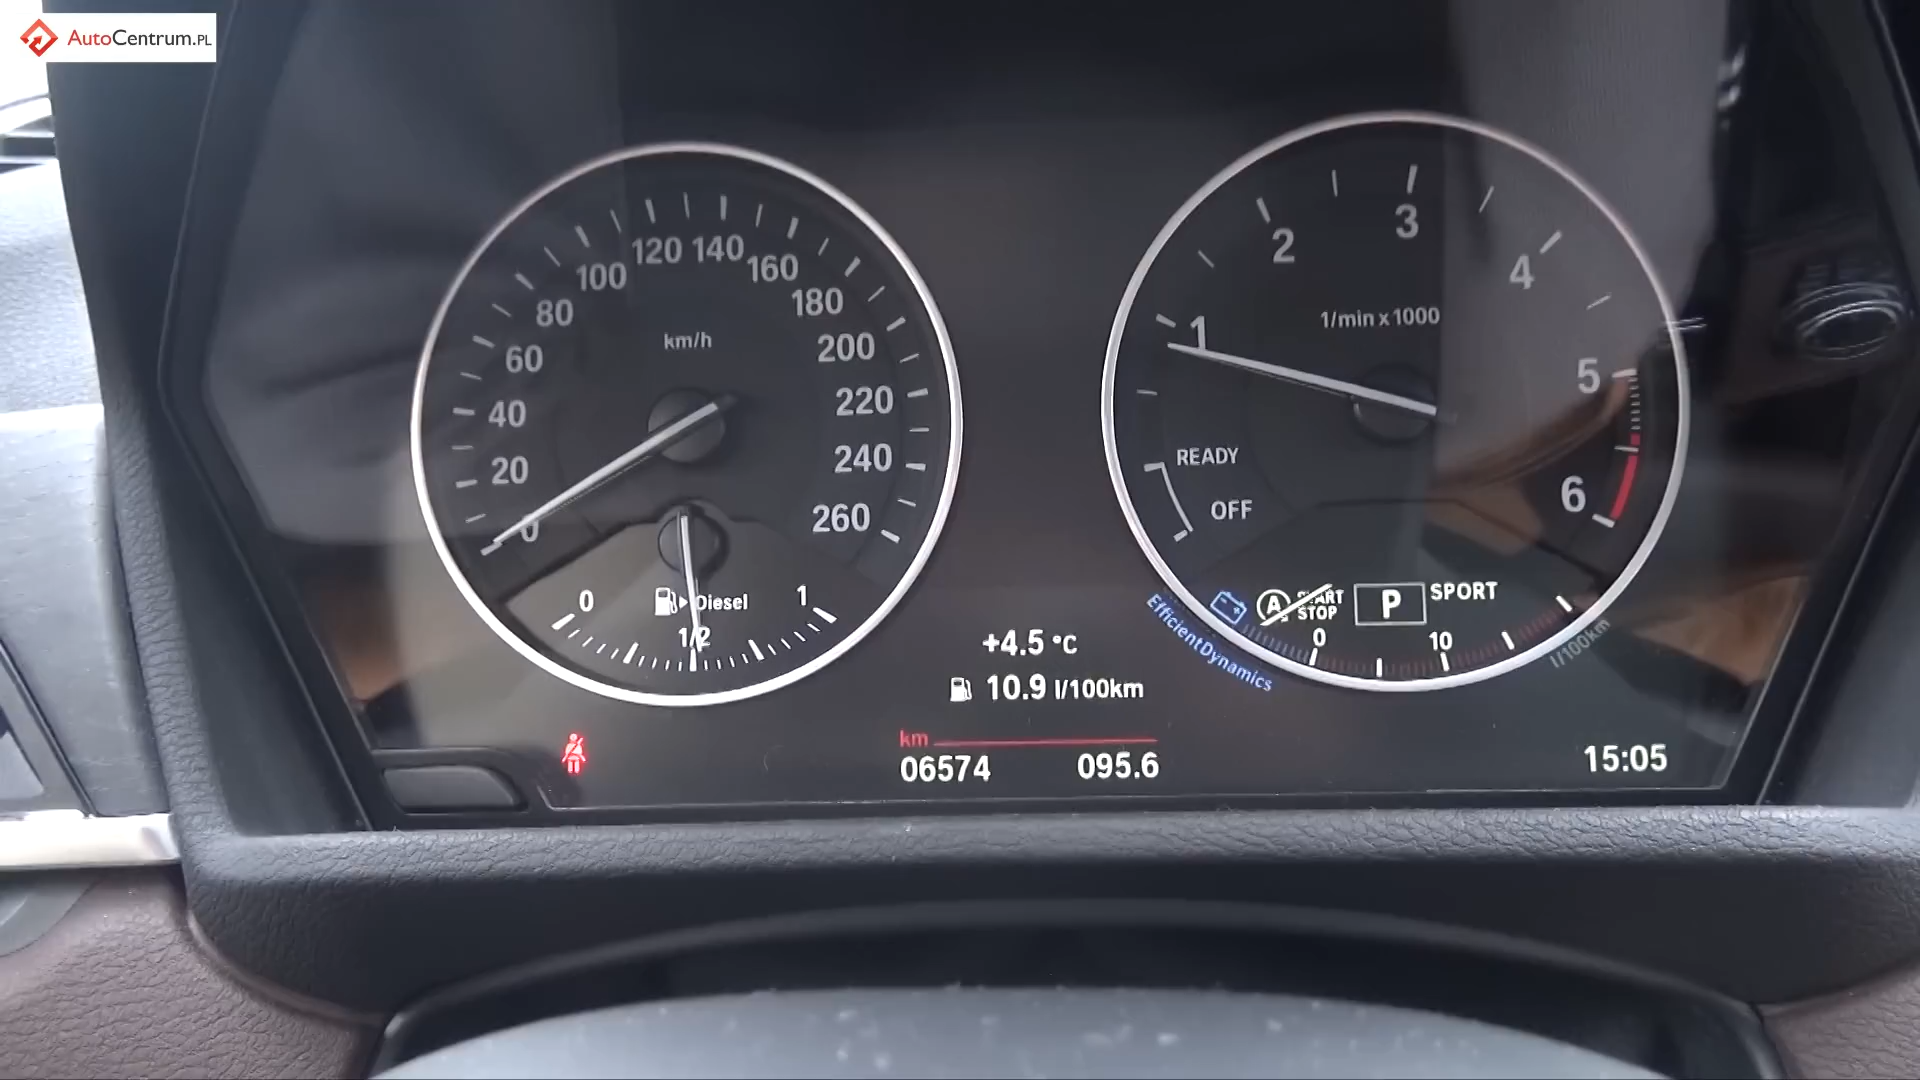 AutoCentrum.PL
0
20
40
60
80
100
120
140
160
180
200
220
240
260
km/h
0
Diesel
1/2
1
1
2
3
4
5
6
1/min x 1000
READY
OFF
A START
STOP
P
SPORT
0
10
l/100km
EfficientDynamics
+4.5 °C
10.9 l/100km
km
06574 095.6
15:05